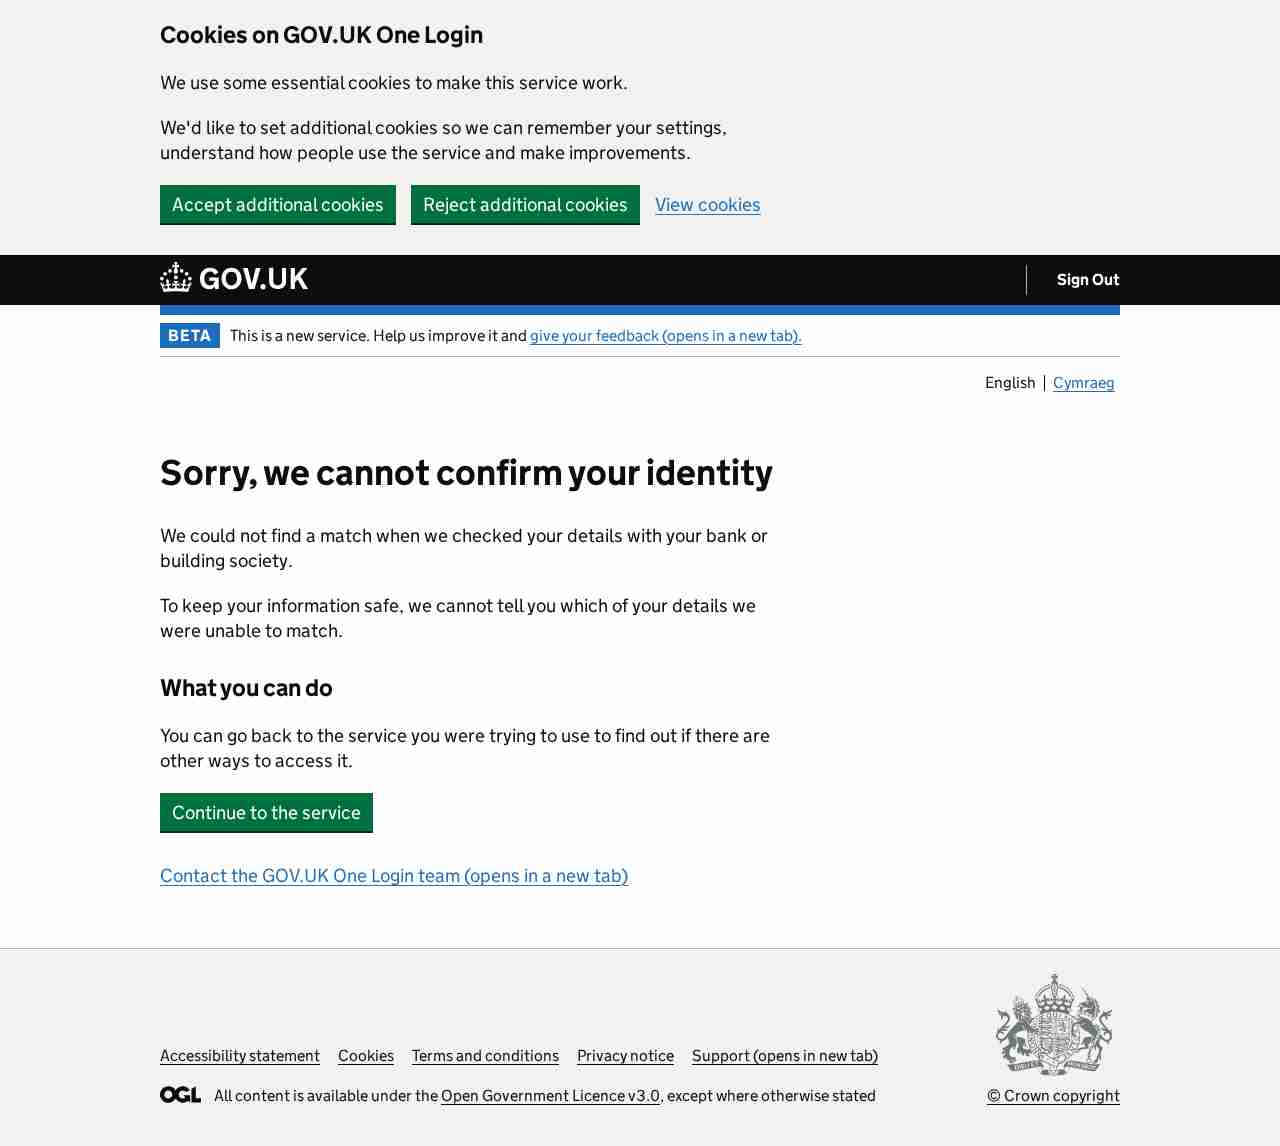 Cookies on GOV.UK One Login
We use some essential cookies to make this service work.
We'd like to set additional cookies so we can remember your settings,
understand how people use the service and make improvements.
Accept additional cookies
Reject additional cookies
View cookies
GOV.UK
Sign Out
BETA
This is a new service. Help us improve it and give your feedback (opens in a new tab).
English
Cymraeg
Sorry, we cannot confirm your identity
We could not find a match when we checked your details with your bank or
building society.
To keep your information safe, we cannot tell you which of your details we
were unable to match.
What you can do
You can go back to the service you were trying to use to find out if there are
other ways to access it.
Continue to the service
Contact the GOV.UK One Login team (opens in a new tab)
Accessibility statement
Cookies
Terms and conditions
Privacy notice
Support (opens in new tab)
OGL
All content is available under the Open Government Licence v3.0, except where otherwise stated
© Crown copyright